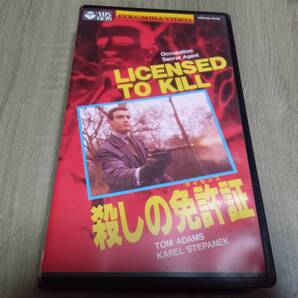 VHS
COLUMBIA VIDEO
Occupation:
Secret Agent
LICENSED
TO KILL
ライセンス
殺しの免許証
TOM ADAMS
KAREL STEPANEK